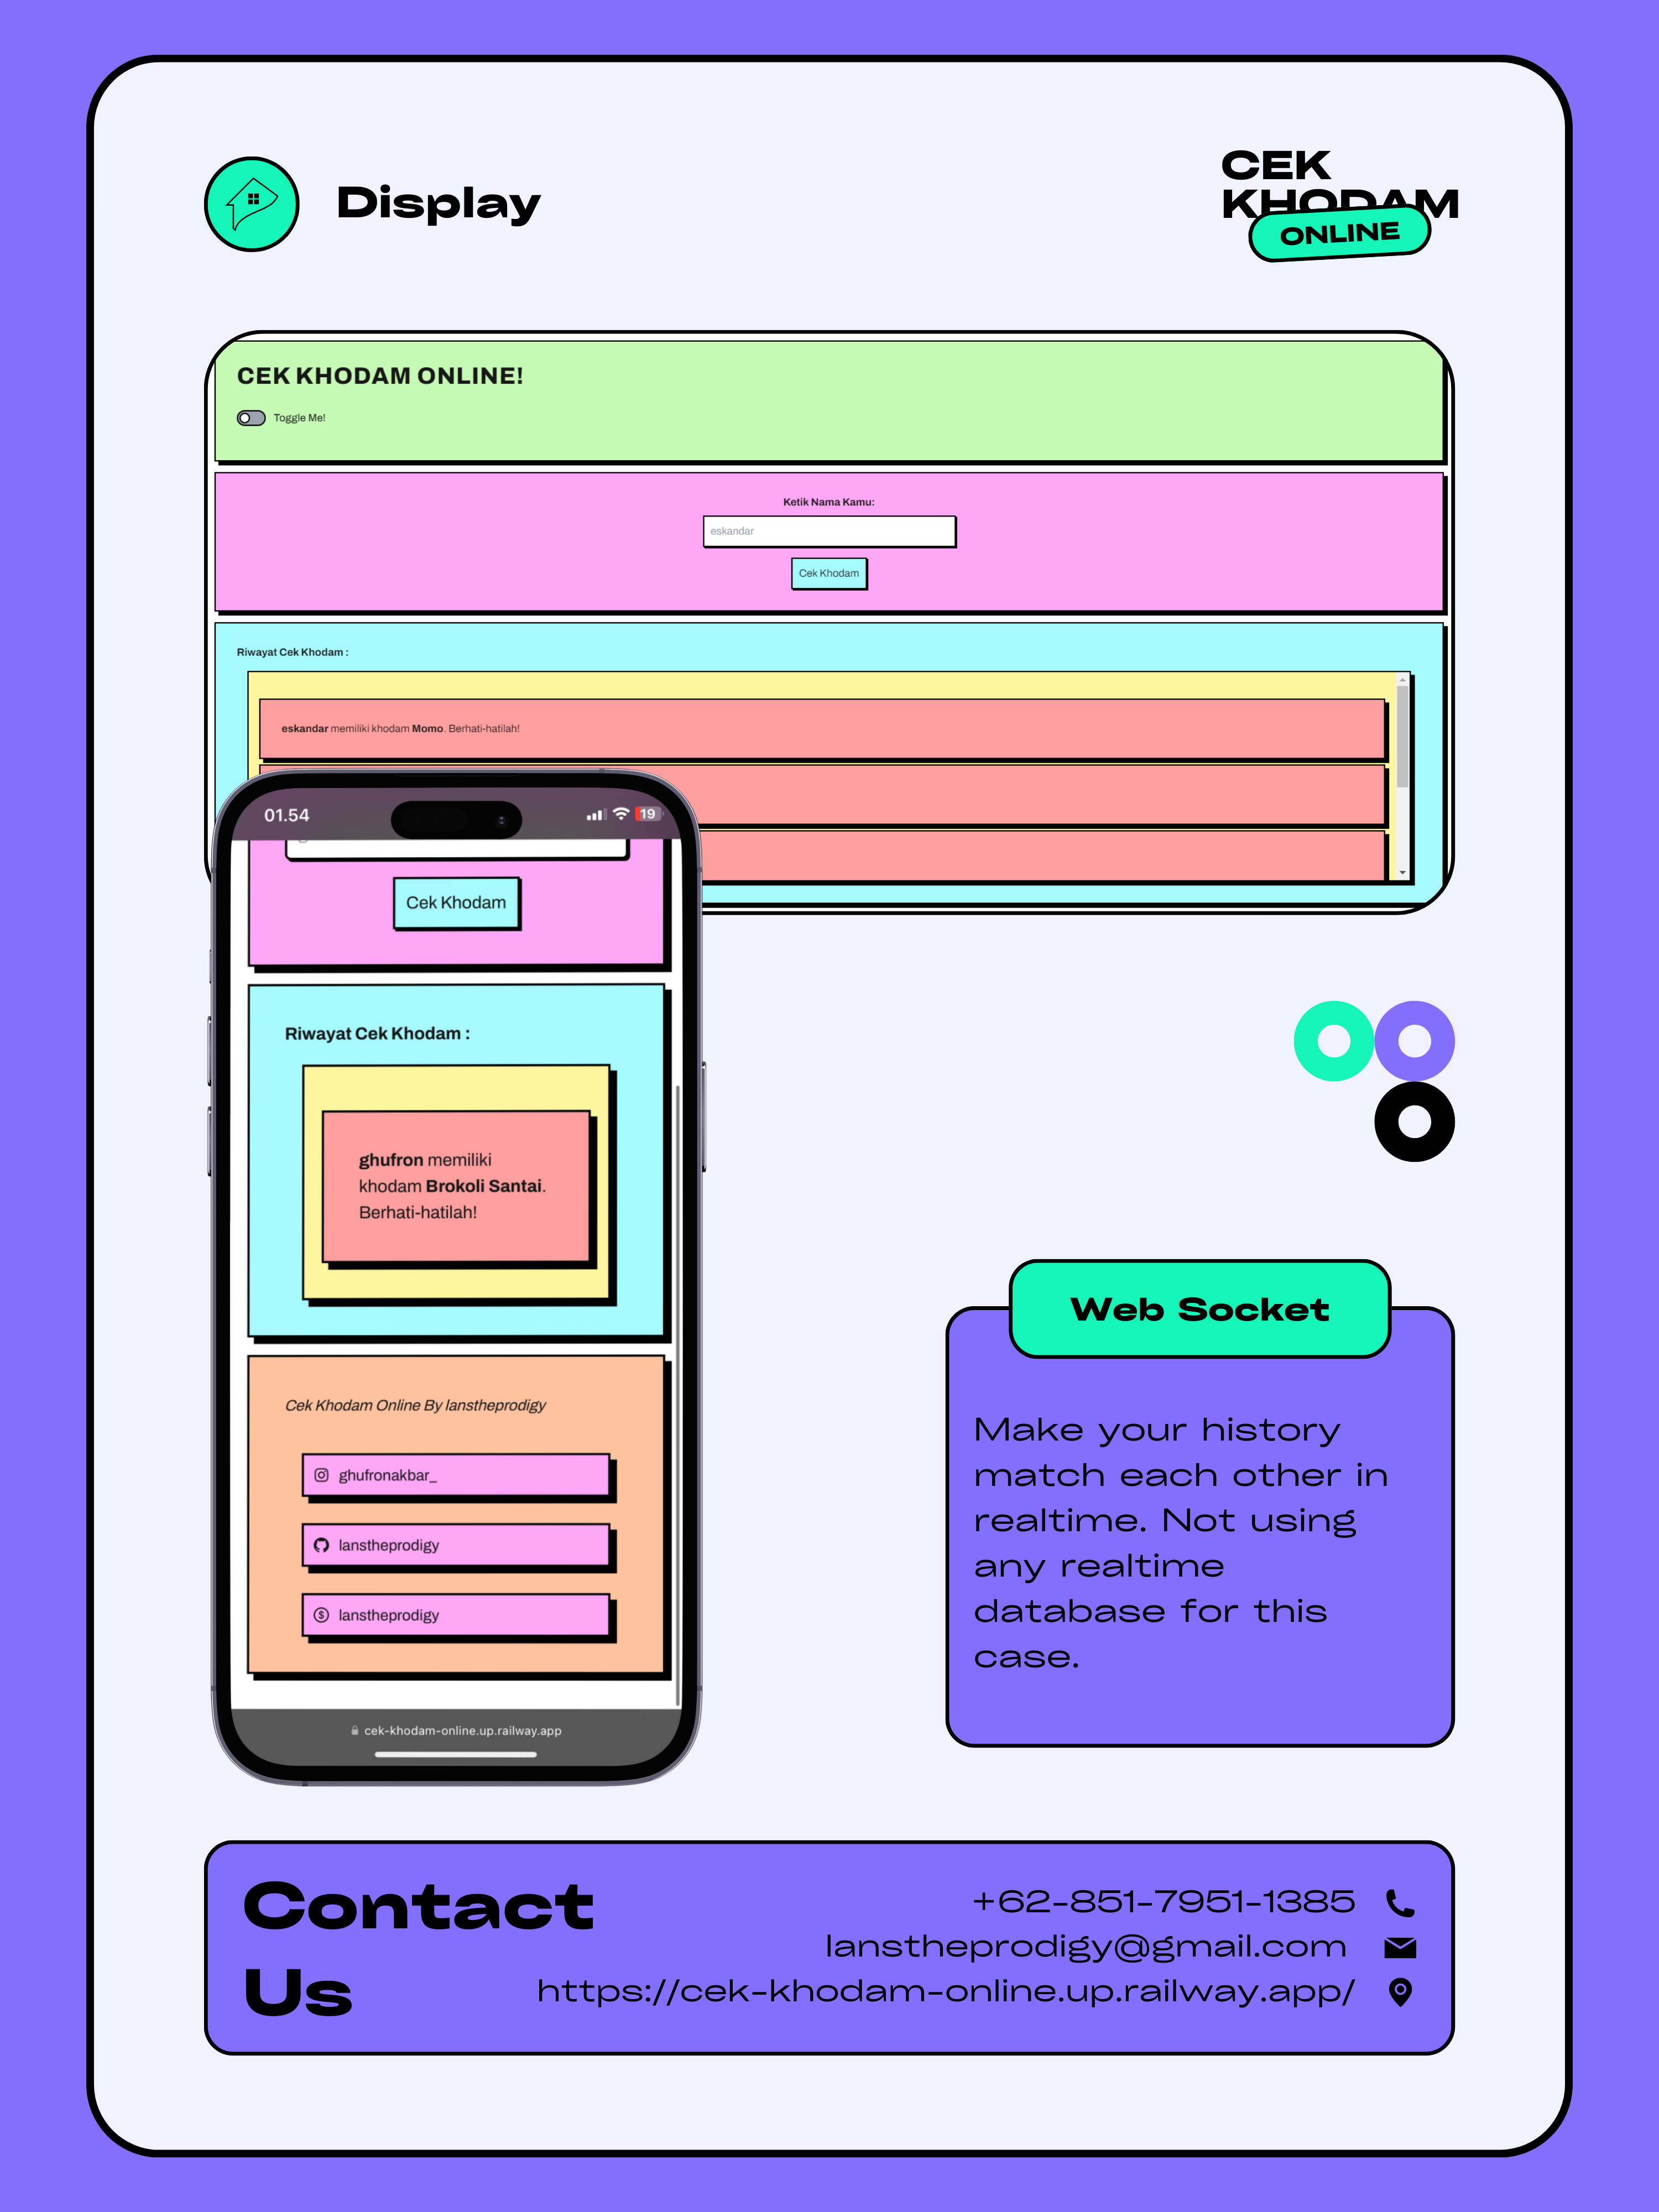 Display
CEK
KHODAM
ONLINE
CEK KHODAM ONLINE!
Toggle Me!
Ketik Nama Kamu:
eskandar
Cek Khodam
Riwayat Cek Khodam :
eskandar memiliki khodam Momo. Berhati-hatilah!
01.54
19
Cek Khodam
Riwayat Cek Khodam :
ghufron memiliki
khodam Brokoli Santai.
Berhati-hatilah!
Cek Khodam Online By lanstheprodigy
ghufronakbar_
lanstheprodigy
lanstheprodigy
cek-khodam-online.up.railway.app
Web Socket
Make your history
match each other in
realtime. Not using
any realtime
database for this
case.
Contact
Us
+62-851-7951-1385
lanstheprodigy@gmail.com
https://cek-khodam-online.up.railway.app/